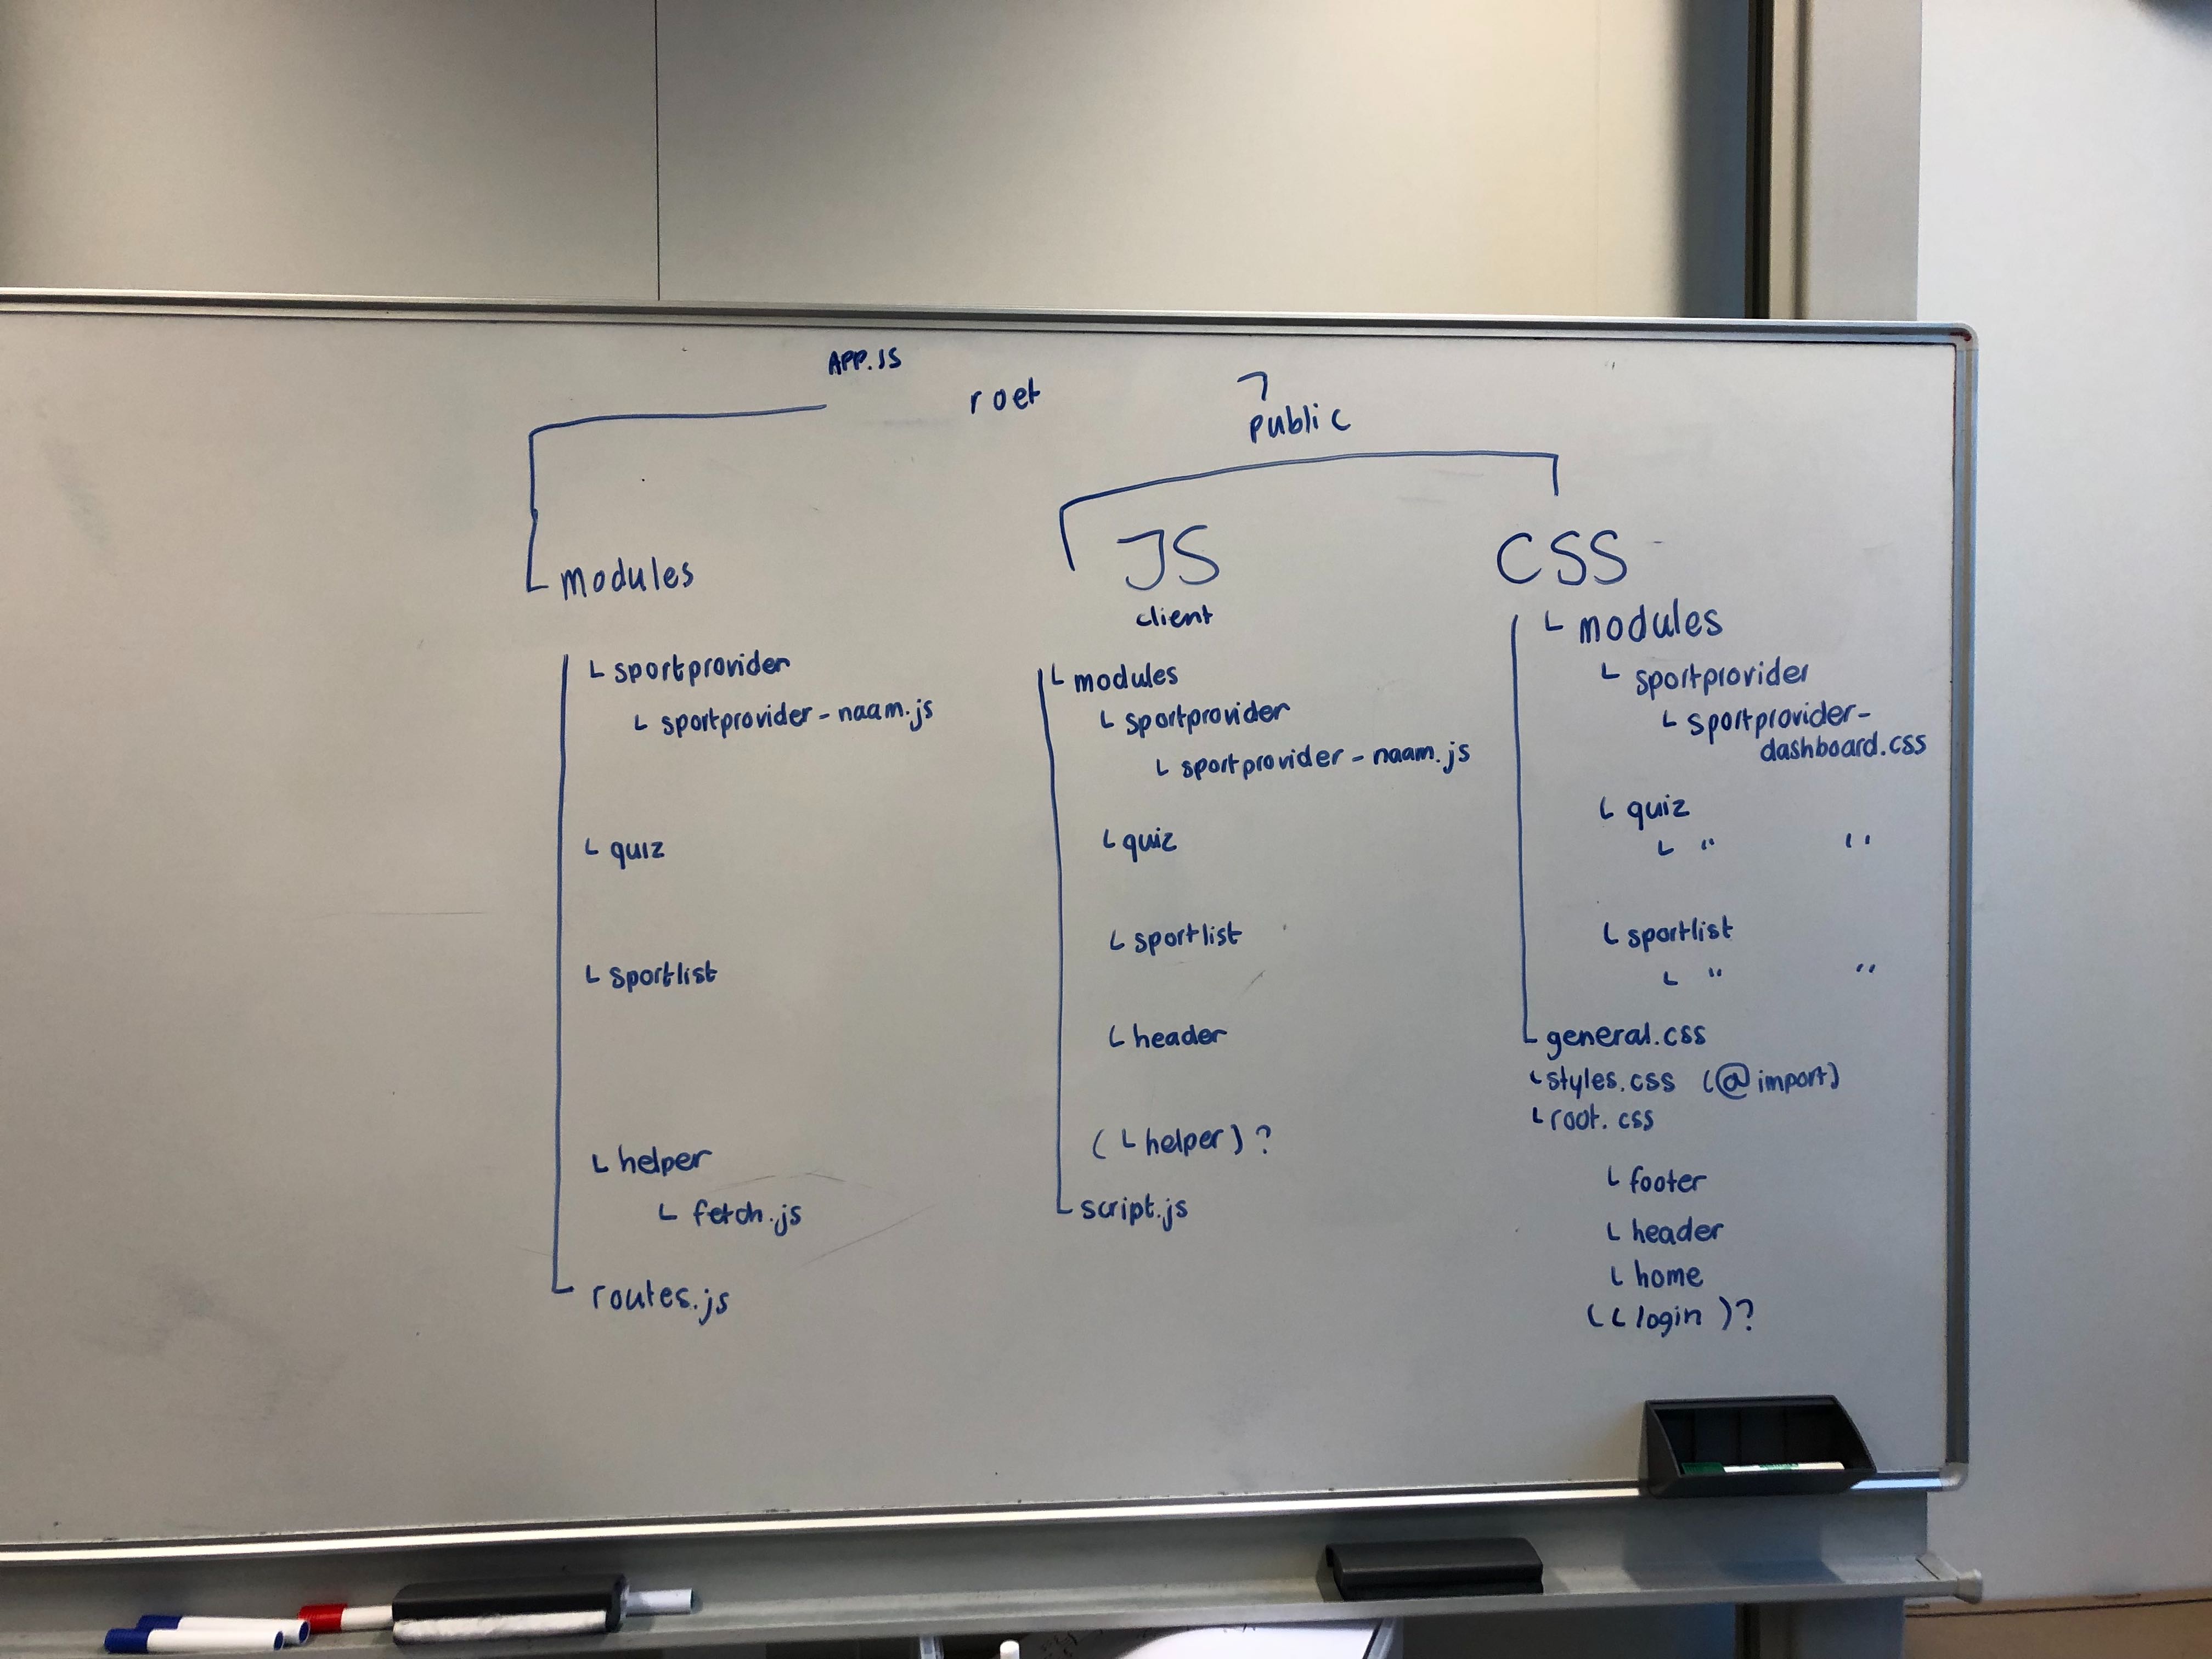 APP.JS
roet
public
modules
└ sportprovider
└ sportprovider-naam.js
└ quiz
└ sportlist
└ helper
└ fetch.js
routes.js
JS
client
└ modules
└ sportprovider
└ sportprovider-naam.js
└ quiz
└ sportlist
└ header
(└ helper)?
script.js
CSS
└ modules
└ sportprovider
└ sportprovider-
dashboard.css
└ quiz
└ " "
└ sportlist
└ " "
general.css
└ styles.css (@import)
└ root.css
└ footer
└ header
└ home
(└ login)?